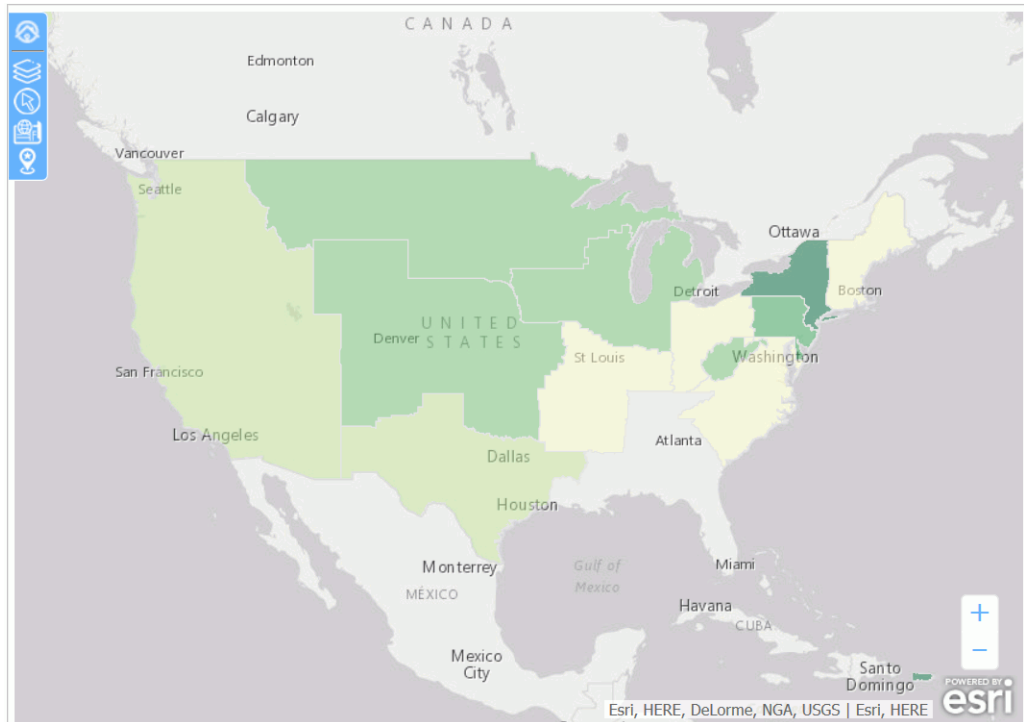 CANADA
Edmonton
Calgary
Vancouver
Seattle
Ottawa
Boston
Detroit
UNITED
STATES
Denver
St Louis
Washington
San Francisco
Los Angeles
Atlanta
Dallas
Houston
Monterrey
MÉXICO
Gulf of
Mexico
Miami
Havana
CUBA
Mexico
City
Santo
Domingo
+
−
POWERED BY
esri
Esri, HERE, DeLorme, NGA, USGS | Esri, HERE